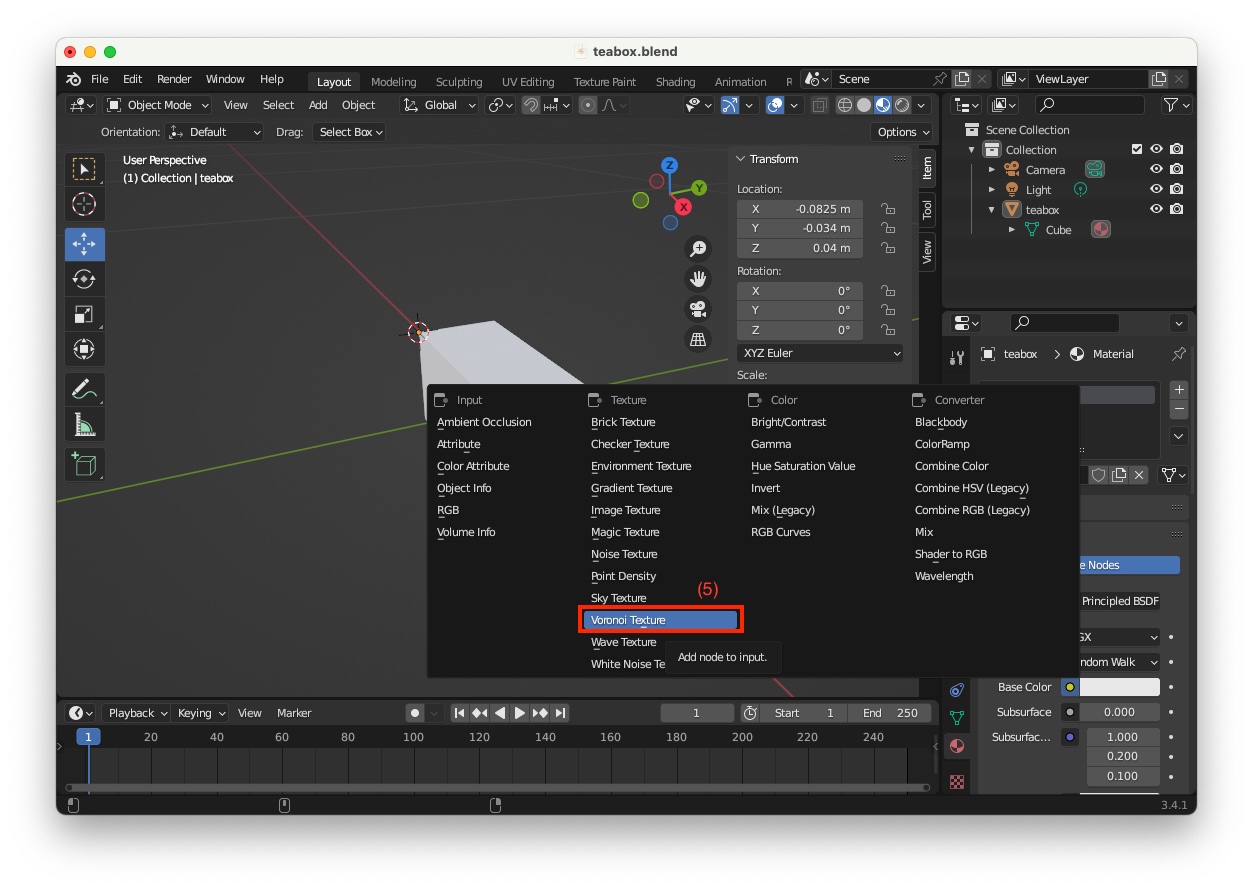 teabox.blend
File Edit Render Window Help Layout Modeling Sculpting UV Editing Texture Paint Shading Animation R Scene ViewLayer
Object Mode View Select Add Object Global
Orientation: Default Drag: Select Box Options
User Perspective
(1) Collection | teabox
Z
Y
X
Transform
Location:
X -0.0825 m
Y -0.034 m
Z 0.04 m
Rotation:
X 0°
Y 0°
Z 0°
XYZ Euler
Scale:
Item
Tool
View
Scene Collection
Collection
Camera
Light
teabox
Cube
teabox > Material
Input
Ambient Occlusion
Attribute
Color Attribute
Object Info
RGB
Volume Info
Texture
Brick Texture
Checker Texture
Environment Texture
Gradient Texture
Image Texture
Magic Texture
Noise Texture
Point Density
Sky Texture
(5)
Voronoi Texture
Wave Texture
White Noise Te
Add node to input.
Color
Bright/Contrast
Gamma
Hue Saturation Value
Invert
Mix (Legacy)
RGB Curves
Converter
Blackbody
ColorRamp
Combine Color
Combine HSV (Legacy)
Combine RGB (Legacy)
Mix
Shader to RGB
Wavelength
e Nodes
Principled BSDF
GX
ndom Walk
Base Color
Subsurface 0.000
Subsurfac... 1.000
0.200
0.100
Playback Keying View Marker 1 Start 1 End 250
1 20 40 60 80 100 120 140 160 180 200 220 240
3.4.1